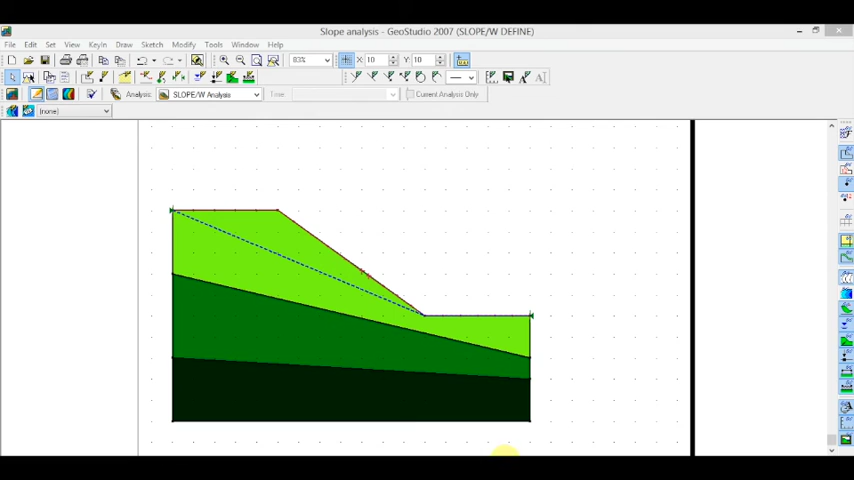 Slope analysis - GeoStudio 2007 (SLOPE/W DEFINE)
File Edit Set View KeyIn Draw Sketch Modify Tools Window Help
83% X: 10 Y: 10
Analysis: SLOPE/W Analysis Time: Current Analysis Only
(none)